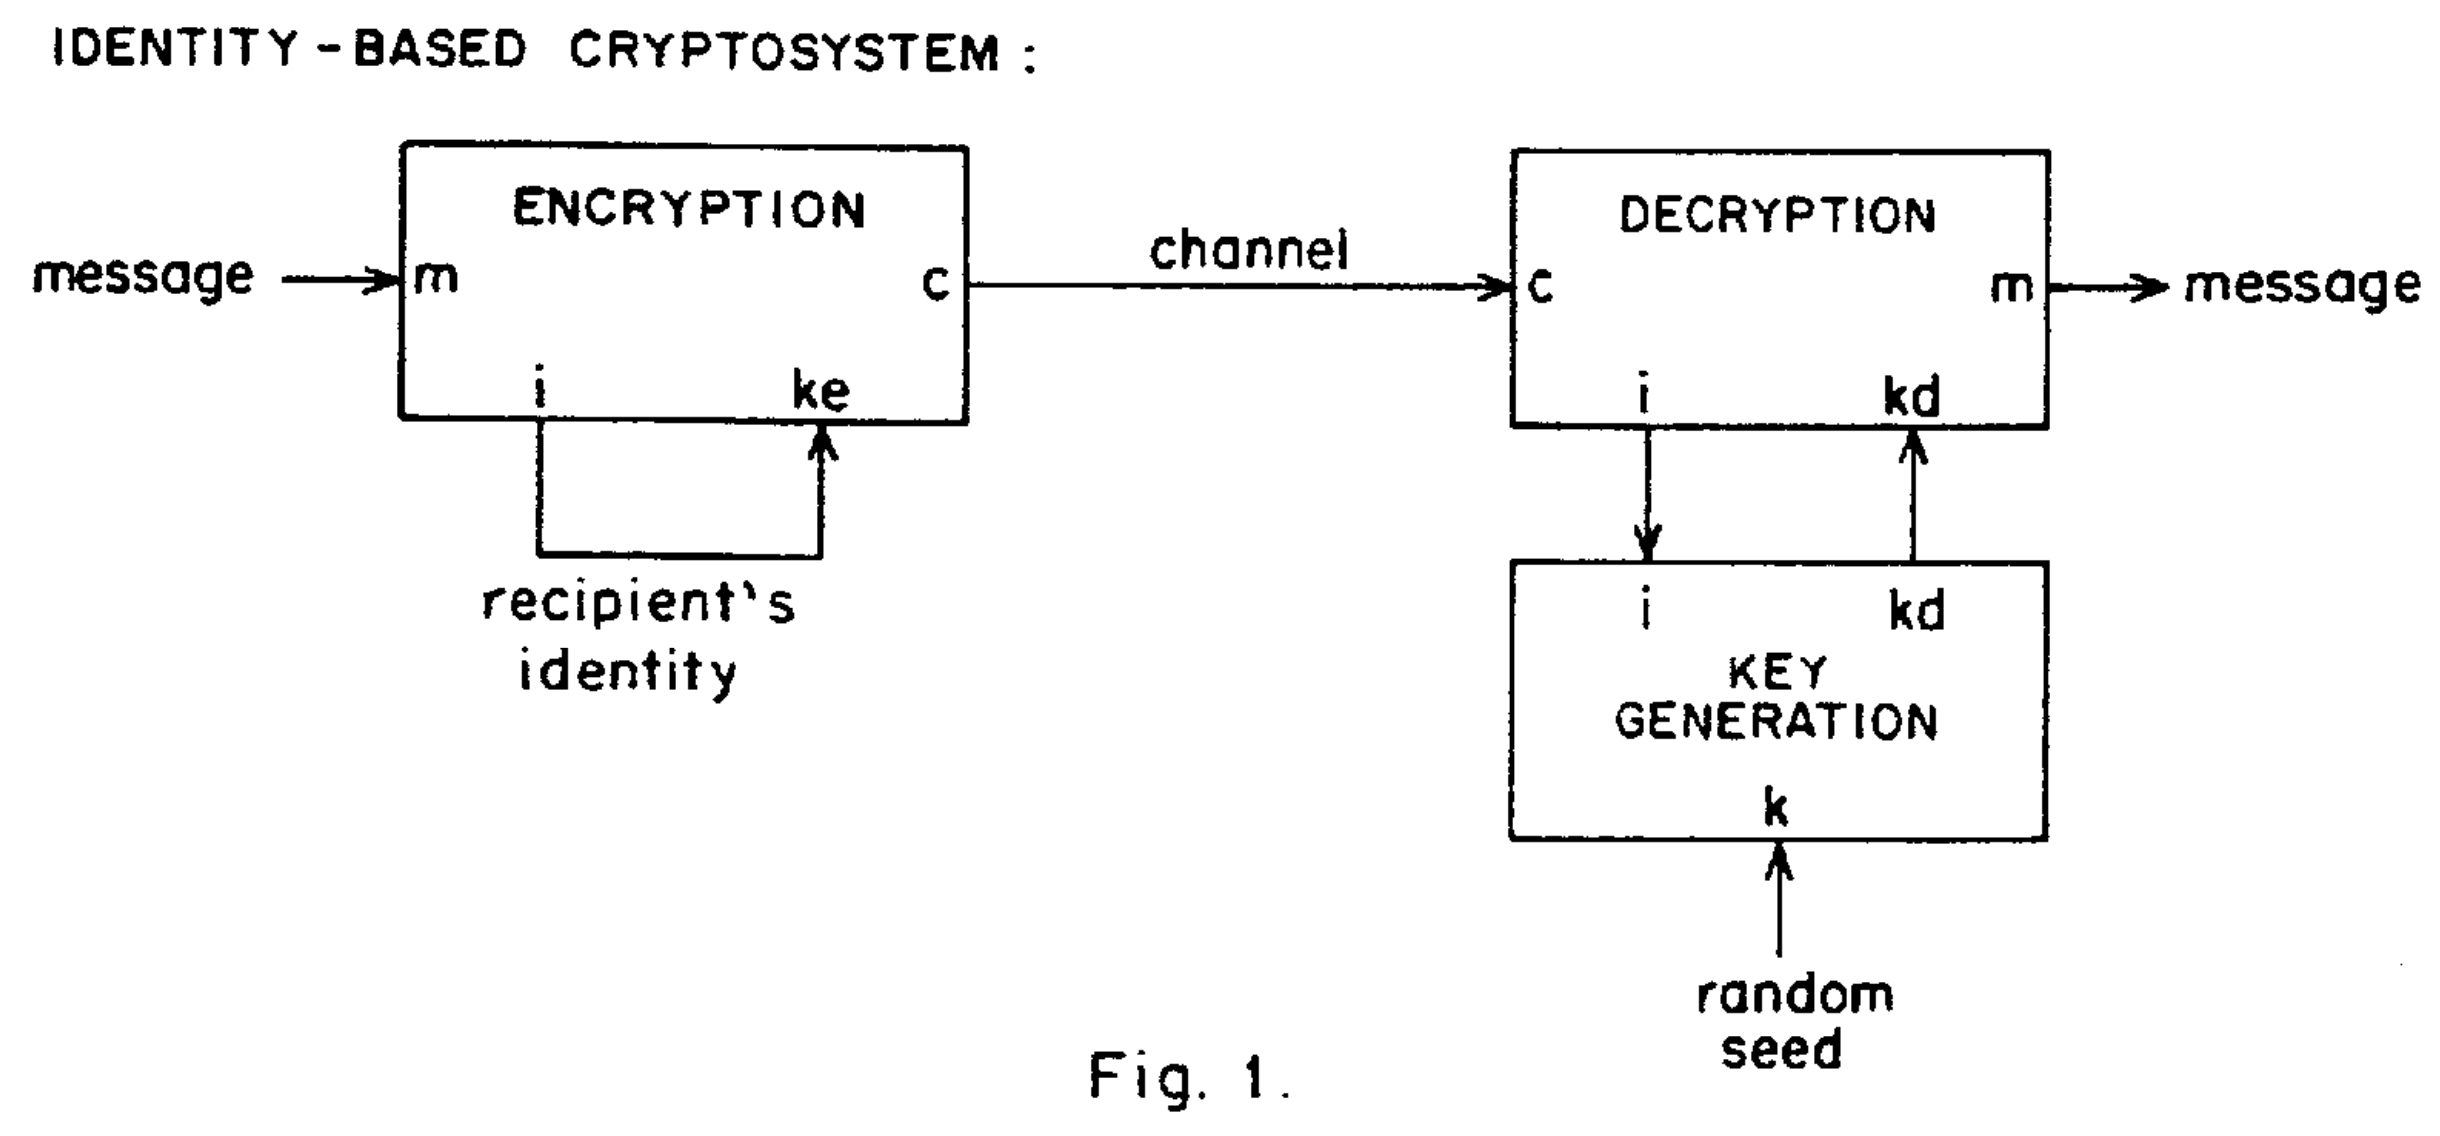 IDENTITY-BASED CRYPTOSYSTEM :
ENCRYPTION
DECRYPTION
message
m
c
channel
c
m
message
i
ke
i
kd
recipient's
identity
i
kd
KEY
GENERATION
k
random
seed
Fig. 1.